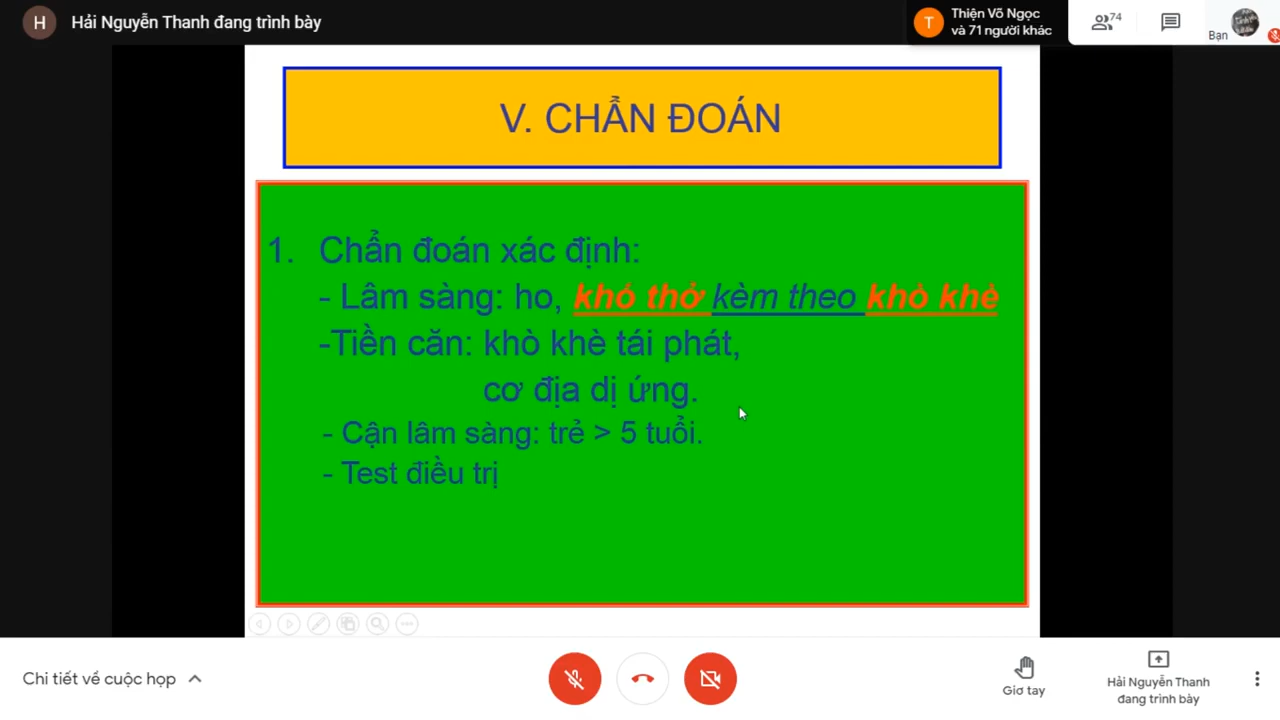 H
Hải Nguyễn Thanh đang trình bày
T
Thiện Võ Ngọc
và 71 người khác
74
Bạn
V. CHẨN ĐOÁN
1. Chẩn đoán xác định:
- Lâm sàng: ho, khó thở kèm theo khò khè
-Tiền căn: khò khè tái phát,
cơ địa dị ứng.
- Cận lâm sàng: trẻ > 5 tuổi.
- Test điều trị
Chi tiết về cuộc họp
Giơ tay
Hải Nguyễn Thanh
đang trình bày